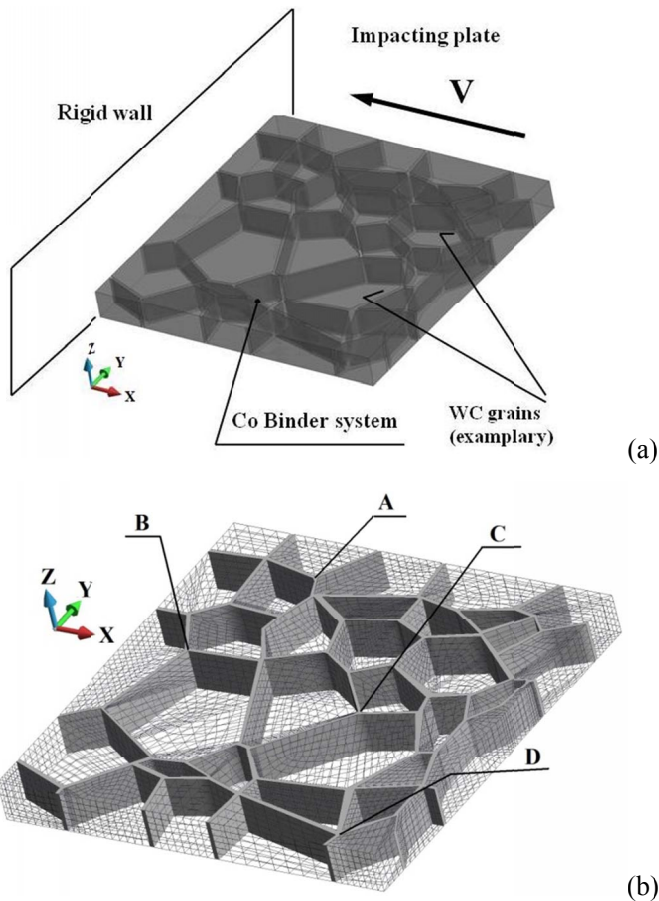 Impacting plate
V
Rigid wall
Z
Y
X
Co Binder system
WC grains
(examplary)
(a)
A
B
C
Z
Y
X
D
(b)